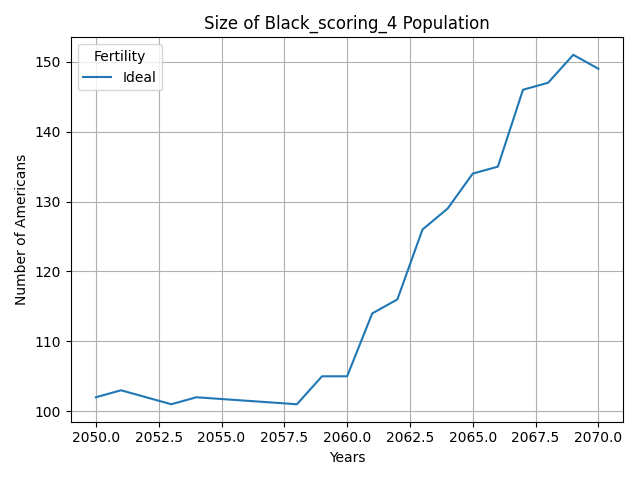 Size of Black_scoring_4 Population
Fertility
Ideal
150
140
130
120
110
100
Number of Americans
2050.0 2052.5 2055.0 2057.5 2060.0 2062.5 2065.0 2067.5 2070.0
Years